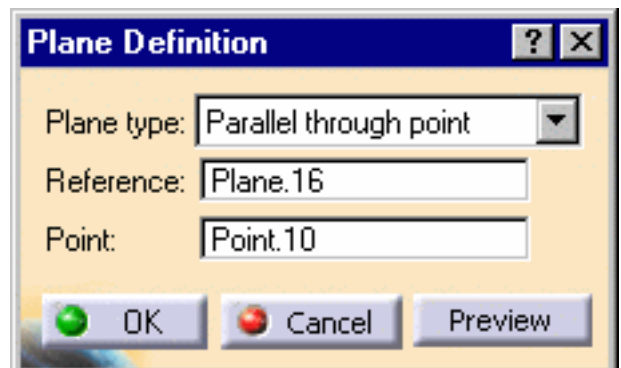 Plane Definition ? X
Plane type: Parallel through point
Reference: Plane.16
Point: Point.10
OK Cancel Preview